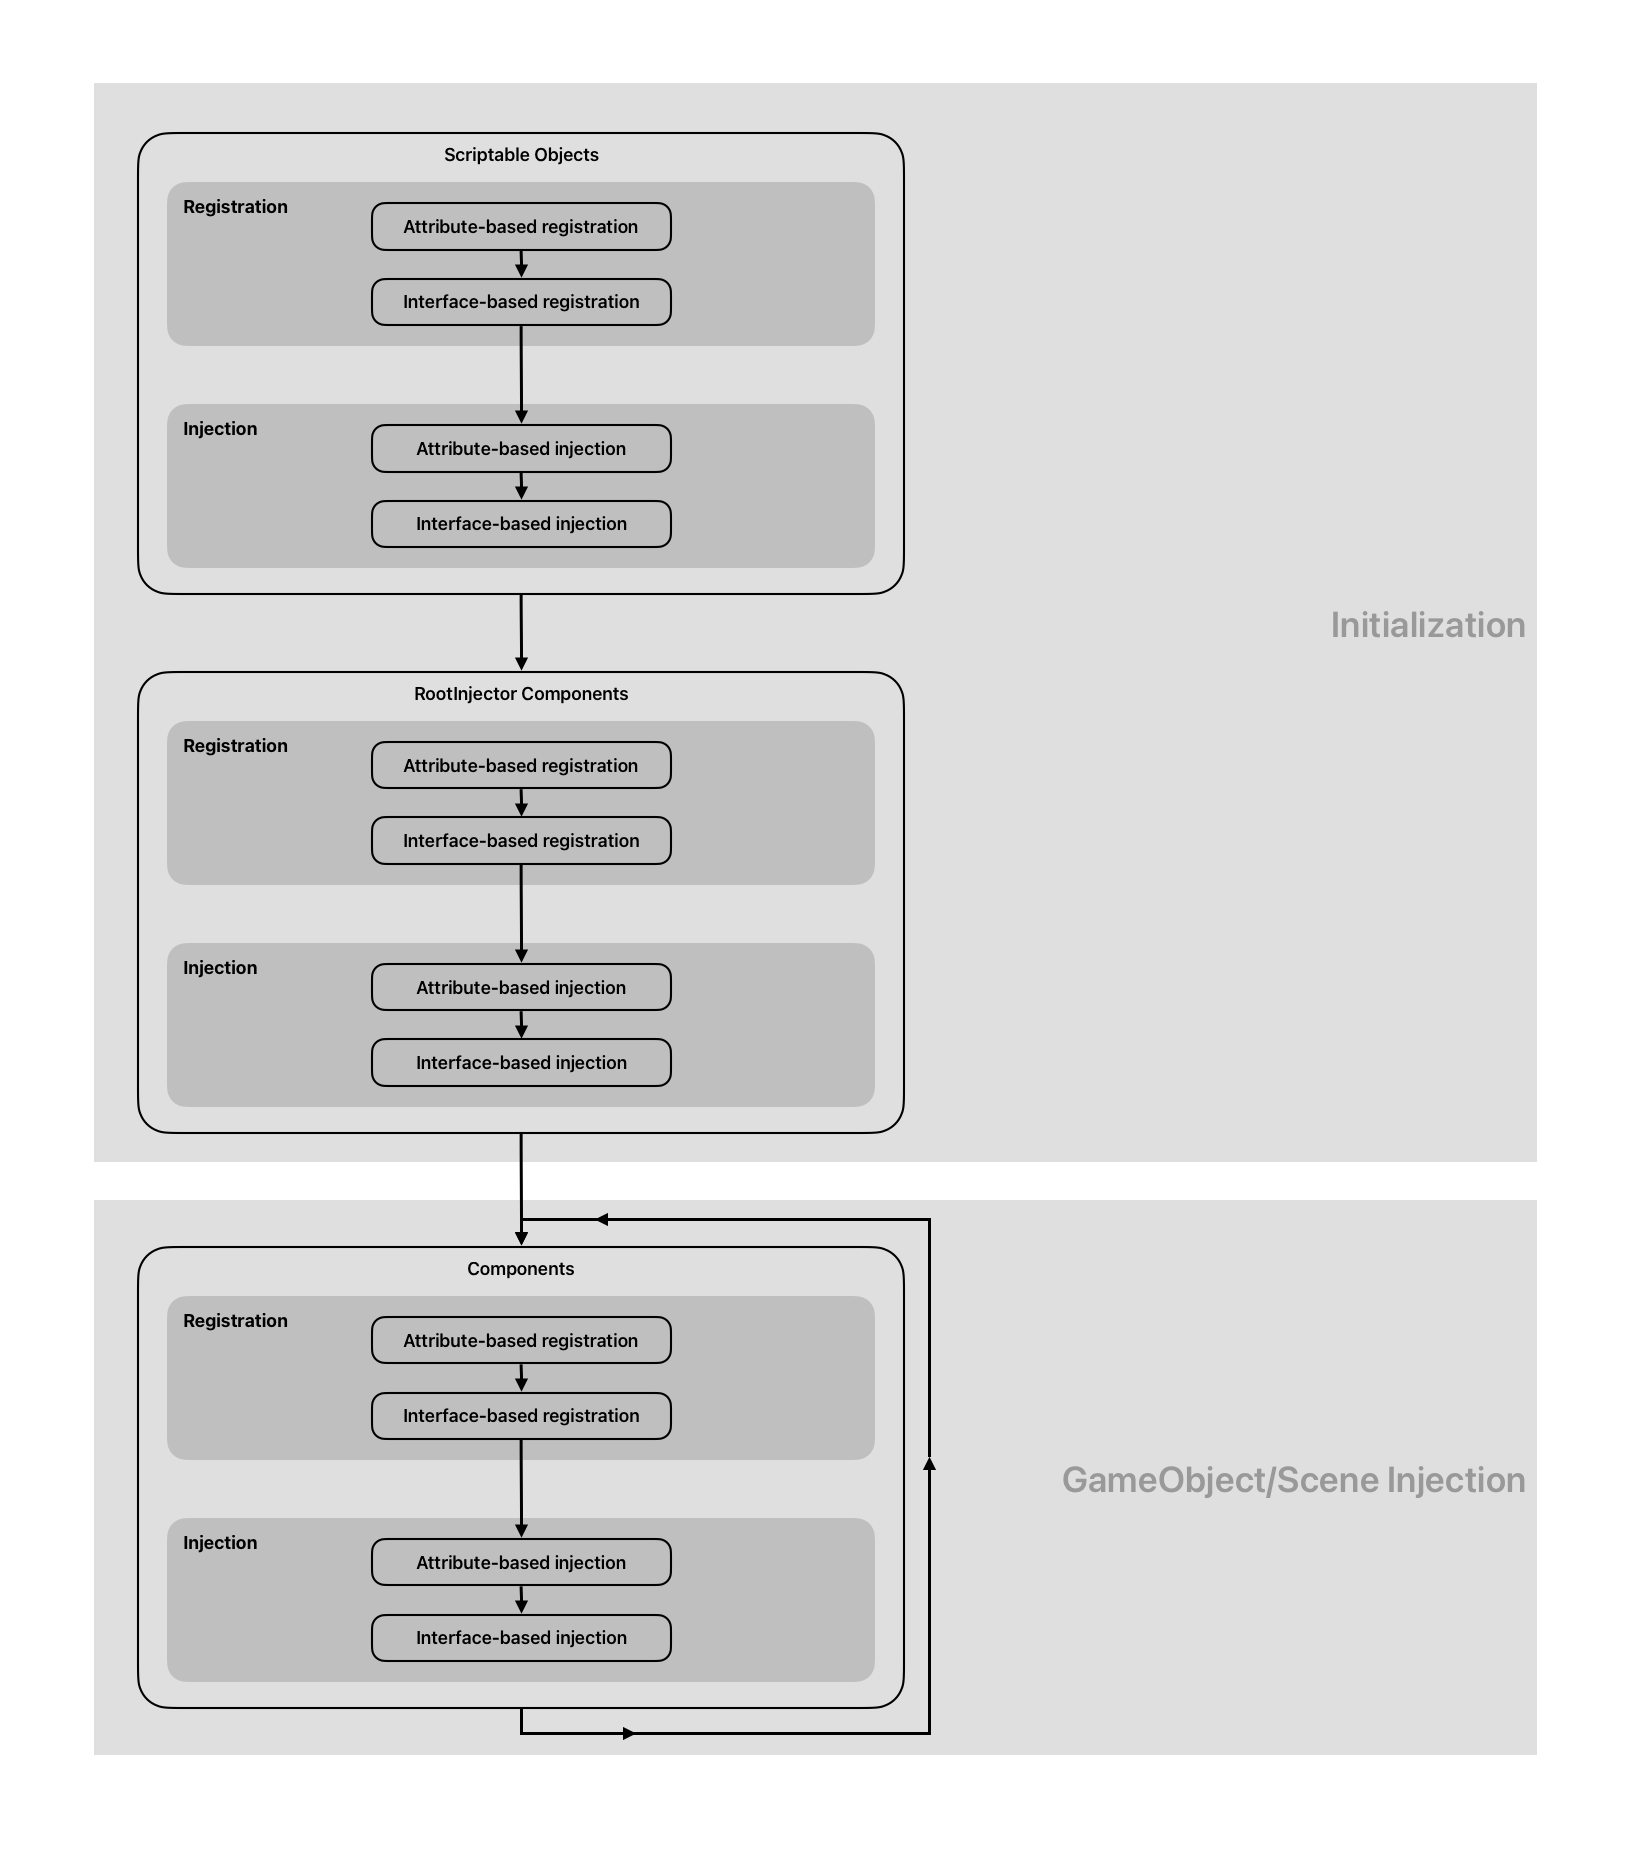 Scriptable Objects
Registration
Attribute-based registration
Interface-based registration
Injection
Attribute-based injection
Interface-based injection
Initialization
RootInjector Components
Registration
Attribute-based registration
Interface-based registration
Injection
Attribute-based injection
Interface-based injection
Components
Registration
Attribute-based registration
Interface-based registration
GameObject/Scene Injection
Injection
Attribute-based injection
Interface-based injection